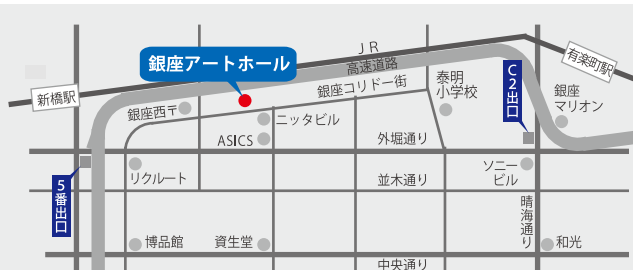 JR
高速道路
有楽町駅
銀座アートホール
新橋駅
銀座コリドー街
泰明
小学校
C2出口
銀座
マリオン
銀座西〒
ニッタビル
ASICS
外堀通り
5番出口
リクルート
並木通り
ソニー
ビル
晴海通り
博品館
資生堂
和光
中央通り